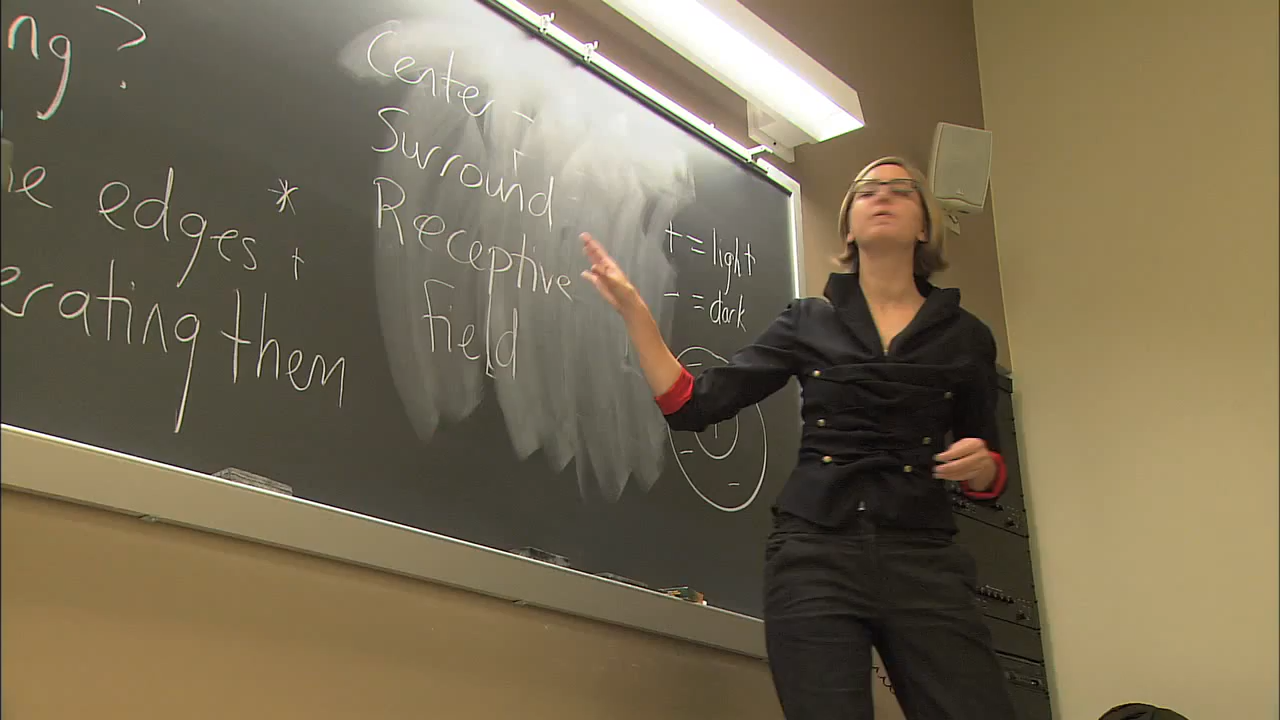 ng?
he edges +
erating them
Center -
Surround
Receptive
Field
+ = light
- = dark